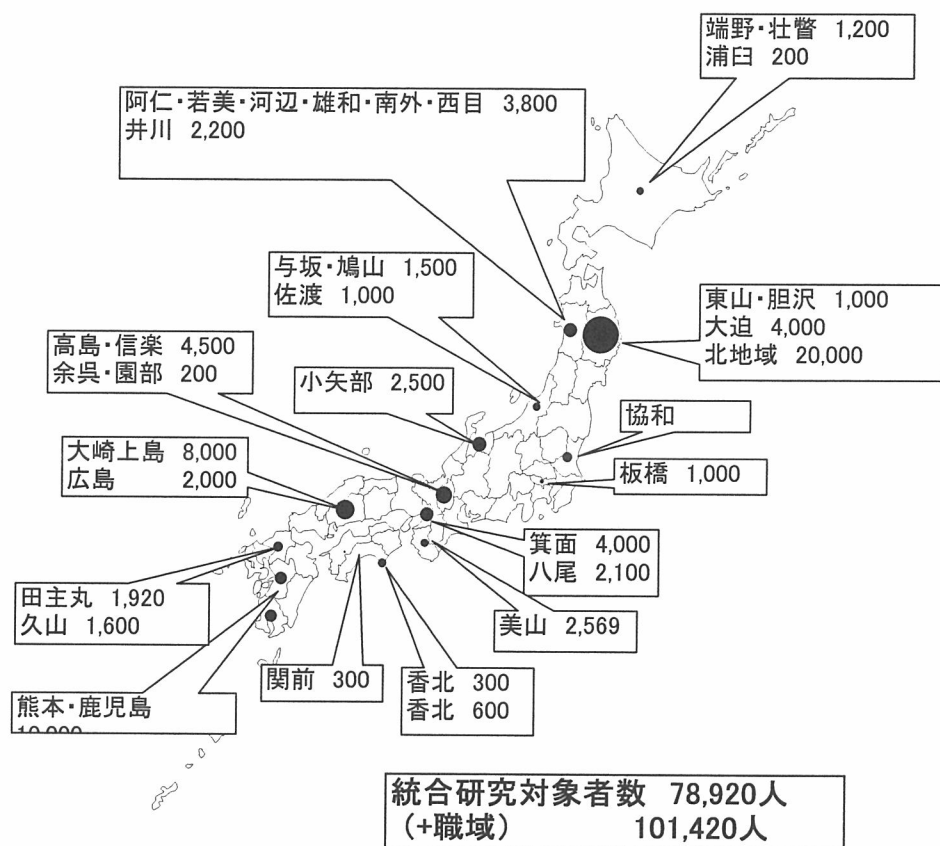 端野・壮瞥 1,200
浦臼 200
阿仁・若美・河辺・雄和・南外・西目 3,800
井川 2,200
与坂・鳩山 1,500
佐渡 1,000
東山・胆沢 1,000
大迫 4,000
北地域 20,000
高島・信楽 4,500
余呉・園部 200
小矢部 2,500
協和
大崎上島 8,000
広島 2,000
板橋 1,000
箕面 4,000
八尾 2,100
田主丸 1,920
久山 1,600
美山 2,569
関前 300
香北 300
香北 600
熊本・鹿児島
統合研究対象者数 78,920人
(+職域) 101,420人